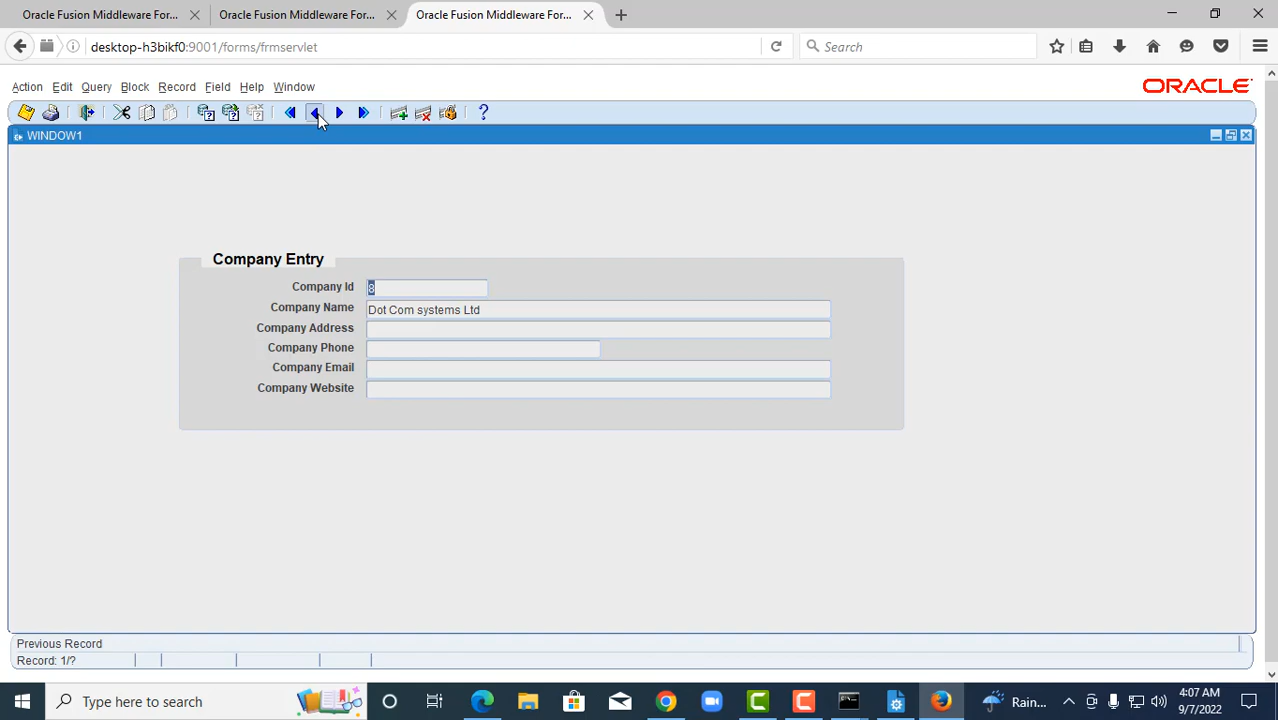 Oracle Fusion Middleware For... Oracle Fusion Middleware For... Oracle Fusion Middleware For...
desktop-h3bikf0:9001/forms/frmservlet Search
Action Edit Query Block Record Field Help Window ORACLE
WINDOW1
Company Entry
Company Id 8
Company Name Dot Com systems Ltd
Company Address
Company Phone
Company Email
Company Website
Previous Record
Record: 1/?
Type here to search Rain... 4:07 AM
9/7/2022